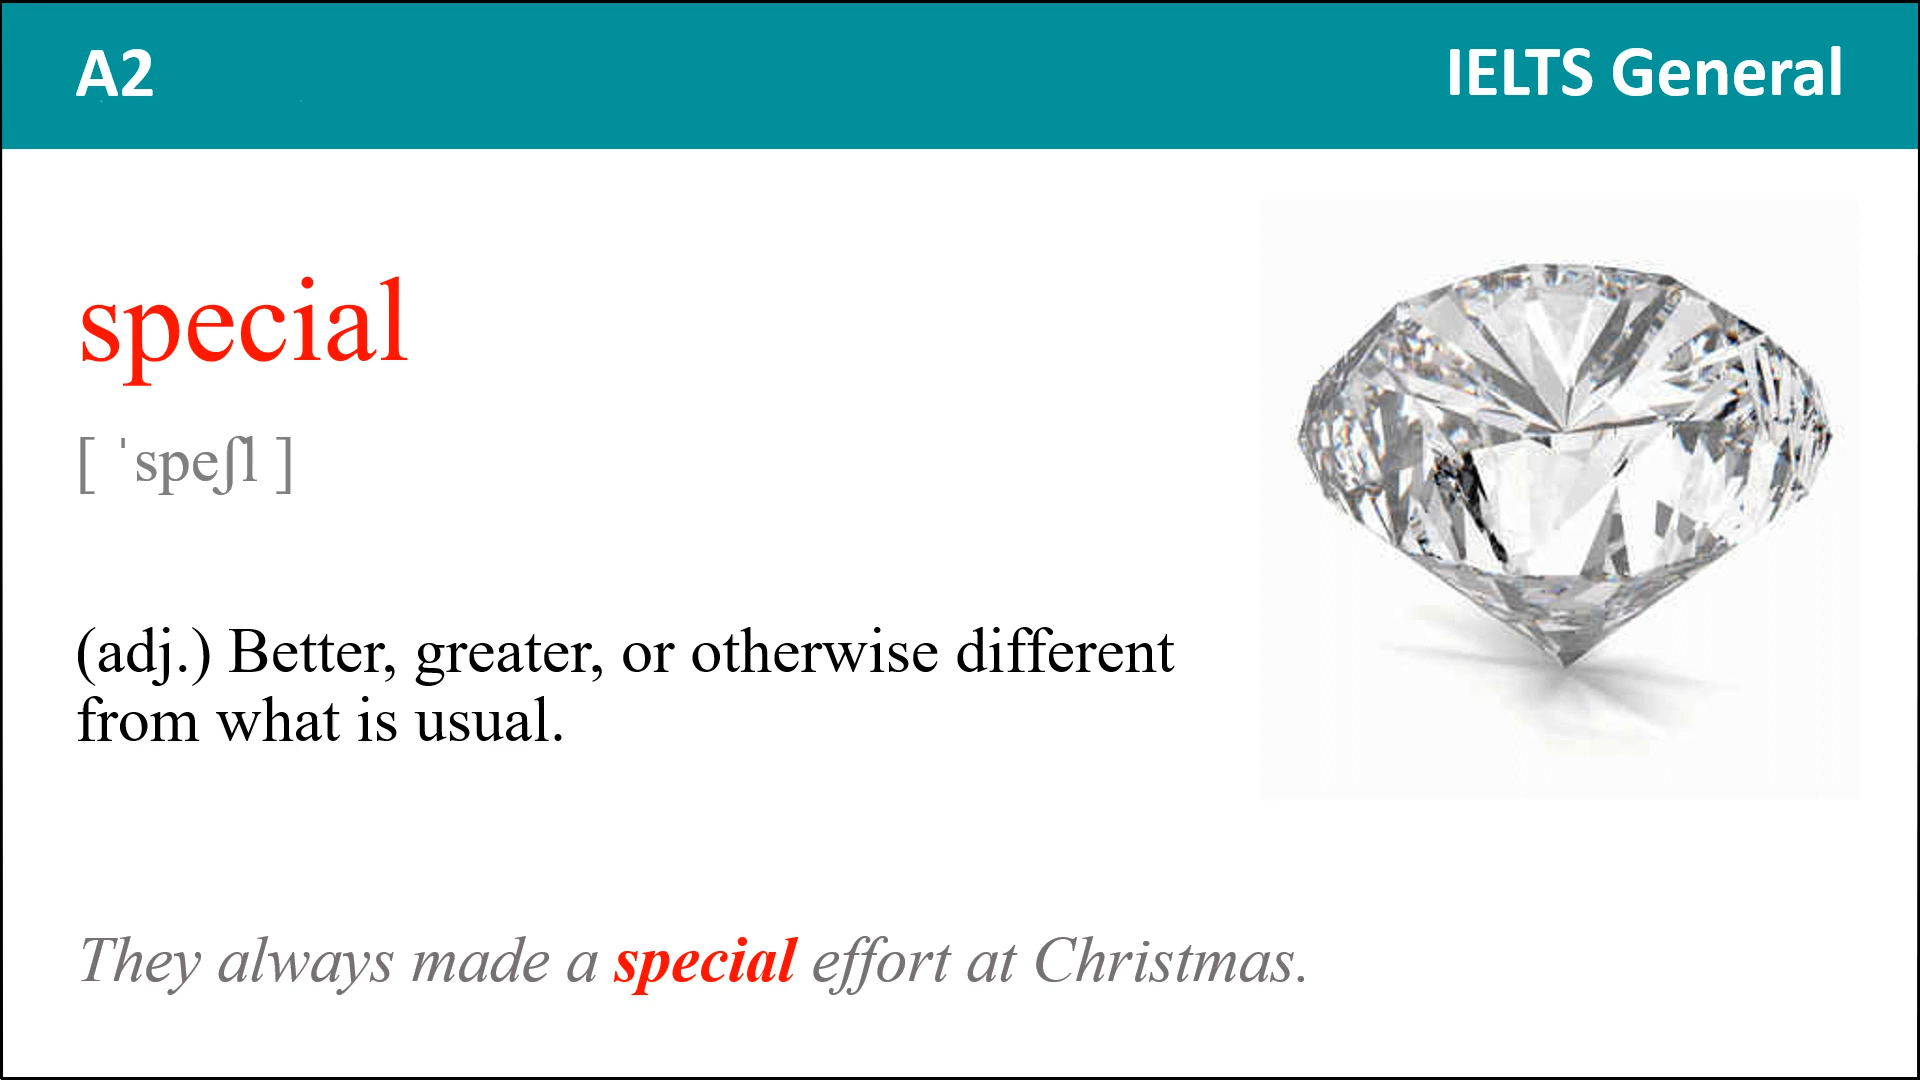 A2
IELTS General
special
[ ˈspeʃl ]
(adj.) Better, greater, or otherwise different
from what is usual.
They always made a special effort at Christmas.